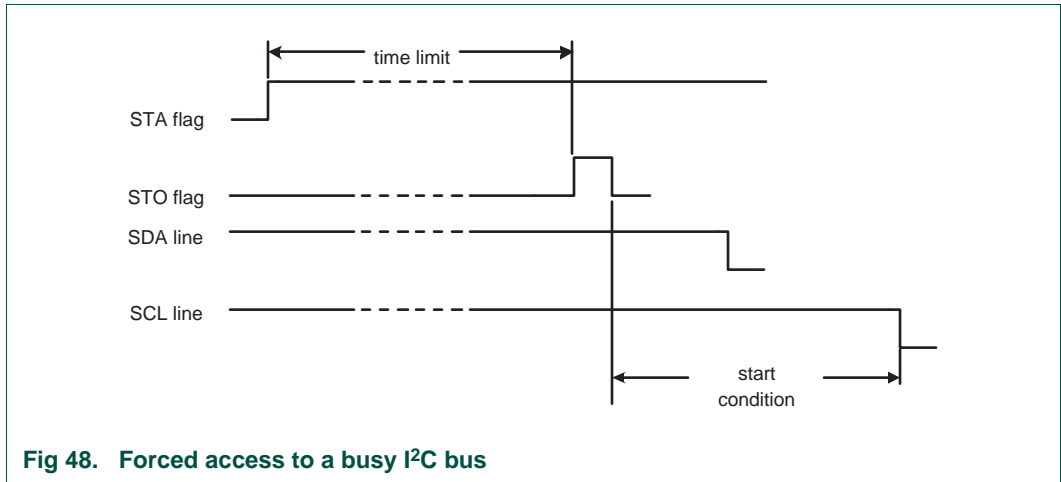 time limit
STA flag
STO flag
SDA line
SCL line
start
condition
Fig 48. Forced access to a busy I²C bus